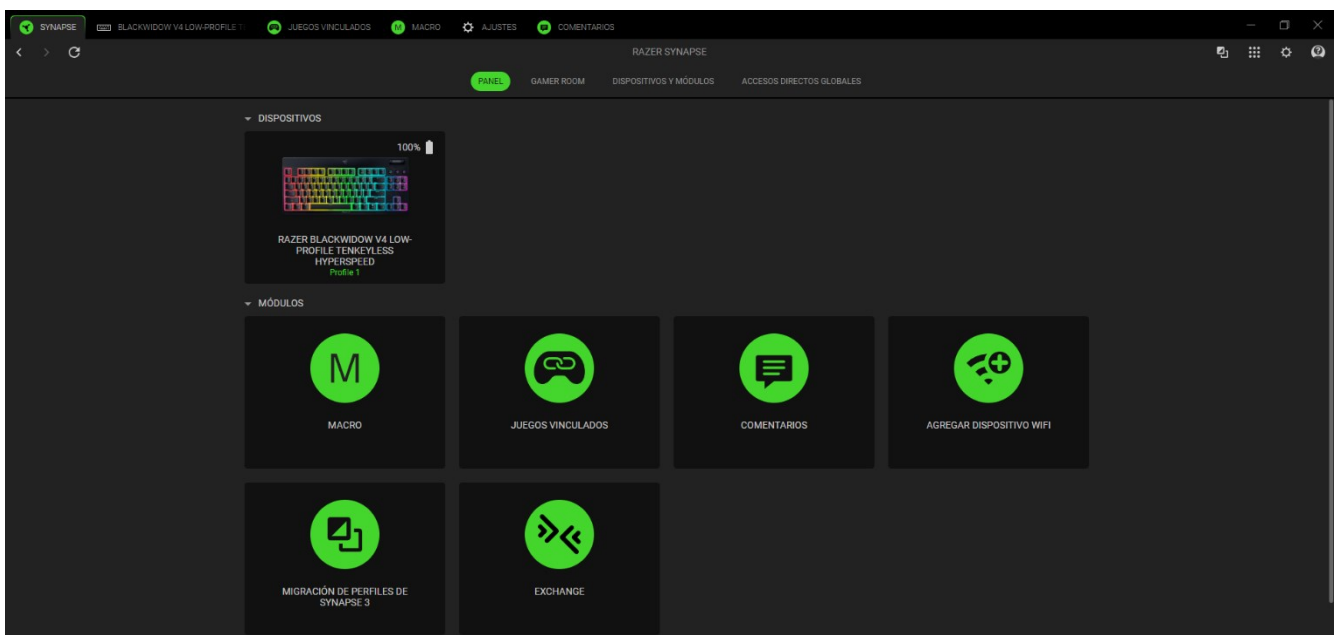 SYNAPSE
BLACKWIDOW V4 LOW-PROFILE
JUEGOS VINCULADOS
M MACRO
AJUSTES
COMENTARIOS
RAZER SYNAPSE
PANEL
GAMER ROOM
DISPOSITIVOS Y MÓDULOS
ACCESOS DIRECTOS GLOBALES
DISPOSITIVOS
100%
RAZER BLACKWIDOW V4 LOW-
PROFILE TENKEYLESS
HYPERSPEED
Profile 1
MÓDULOS
M
MACRO
JUEGOS VINCULADOS
COMENTARIOS
AGREGAR DISPOSITIVO WIFI
MIGRACIÓN DE PERFILES DE
SYNAPSE 3
EXCHANGE